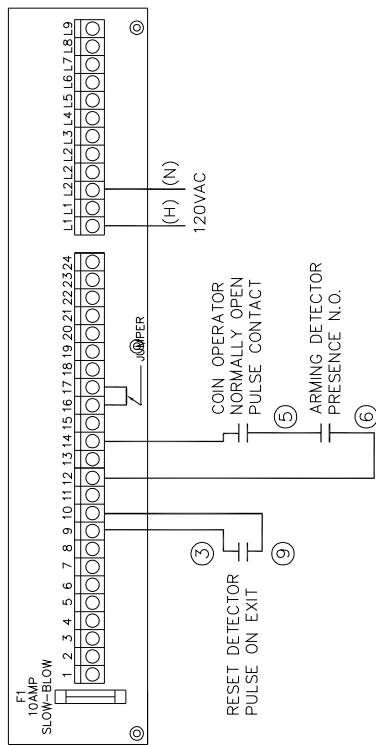 F1
10AMP
SLOW-BLOW
1 2 3 4 5 6 7 8 9 10 11 12 13 14 15 16 17 18 19 20 21 22 23 24
L1 L1 L2 L2 L2 L3 L4 L5 L6 L7 L8 L9
JUMPER
(H) (N)
120VAC
RESET DETECTOR
PULSE ON EXIT
3
9
COIN OPERATOR
NORMALLY OPEN
PULSE CONTACT
5
ARMING DETECTOR
PRESENCE N.O.
6